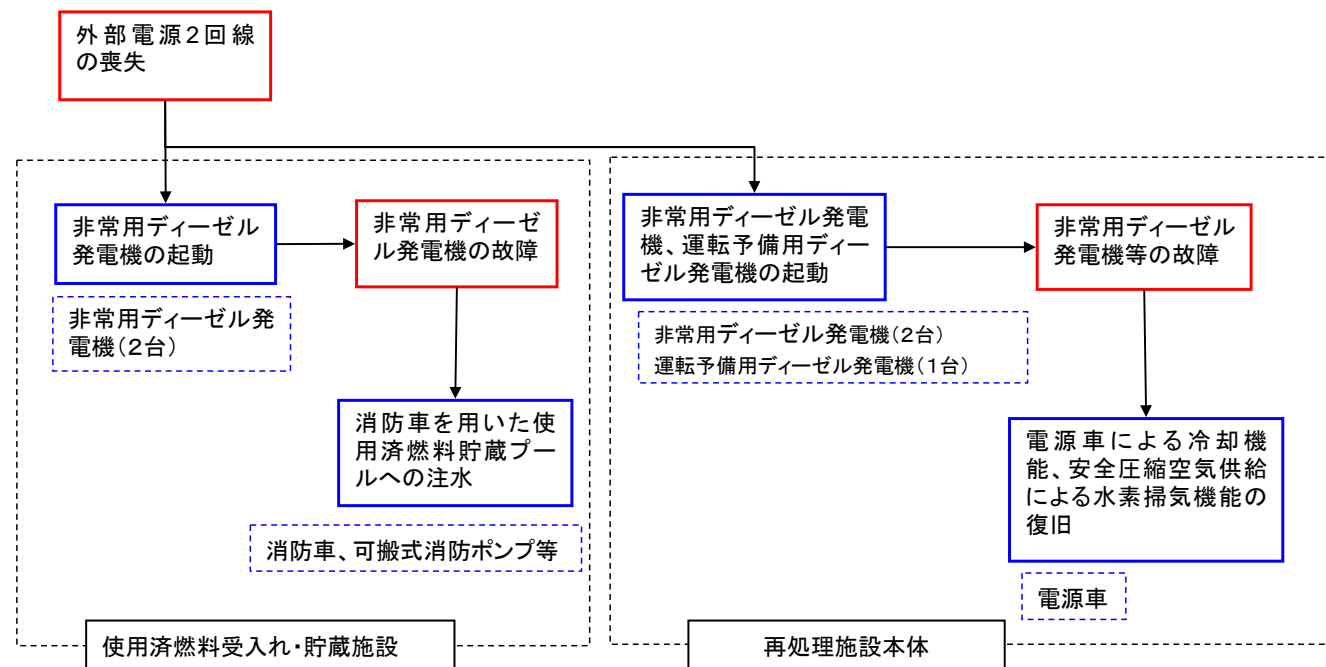 外部電源2回線
の喪失
非常用ディーゼル
発電機の起動
非常用ディーゼ
ル発電機の故障
非常用ディーゼル発
電機(2台)
消防車を用いた使
用済燃料貯蔵プー
ルへの注水
消防車、可搬式消防ポンプ等
使用済燃料受入れ・貯蔵施設
非常用ディーゼル発電
機、運転予備用ディー
ゼル発電機の起動
非常用ディーゼル
発電機等の故障
非常用ディーゼル発電機(2台)
運転予備用ディーゼル発電機(1台)
電源車による冷却機
能、安全圧縮空気供給
による水素掃気機能の
復旧
電源車
再処理施設本体